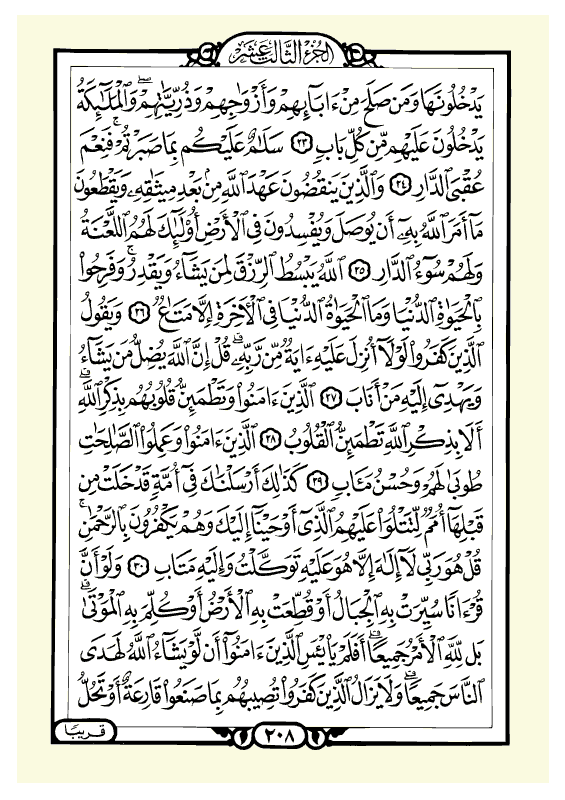 الجزء الثالث عشر
يَدْخُلُونَهَا وَمَن صَلَحَ مِنْ ءَابَآئِهِمْ وَأَزْوَٰجِهِمْ وَذُرِّيَّٰتِهِمْ ۖ وَٱلْمَلَٰٓئِكَةُ
يَدْخُلُونَ عَلَيْهِم مِّن كُلِّ بَابٍ ٢٣ سَلَٰمٌ عَلَيْكُم بِمَا صَبَرْتُمْ ۚ فَنِعْمَ
عُقْبَى ٱلدَّارِ ٢٤ وَٱلَّذِينَ يَنقُضُونَ عَهْدَ ٱللَّهِ مِنۢ بَعْدِ مِيثَٰقِهِۦ وَيَقْطَعُونَ
مَآ أَمَرَ ٱللَّهُ بِهِۦٓ أَن يُوصَلَ وَيُفْسِدُونَ فِى ٱلْأَرْضِ ۙ أُو۟لَٰٓئِكَ لَهُمُ ٱللَّعْنَةُ
وَلَهُمْ سُوٓءُ ٱلدَّارِ ٢٥ ٱللَّهُ يَبْسُطُ ٱلرِّزْقَ لِمَن يَشَآءُ وَيَقْدِرُ ۚ وَفَرِحُوا۟
بِٱلْحَيَوٰةِ ٱلدُّنْيَا وَمَا ٱلْحَيَوٰةُ ٱلدُّنْيَا فِى ٱلْءَاخِرَةِ إِلَّا مَتَٰعٌ ٢٦ وَيَقُولُ
ٱلَّذِينَ كَفَرُوا۟ لَوْلَآ أُنزِلَ عَلَيْهِ ءَايَةٌ مِّن رَّبِّهِۦ ۗ قُلْ إِنَّ ٱللَّهَ يُضِلُّ مَن يَشَآءُ
وَيَهْدِىٓ إِلَيْهِ مَنْ أَنَابَ ٢٧ ٱلَّذِينَ ءَامَنُوا۟ وَتَطْمَئِنُّ قُلُوبُهُم بِذِكْرِ ٱللَّهِ ۗ
أَلَا بِذِكْرِ ٱللَّهِ تَطْمَئِنُّ ٱلْقُلُوبُ ٢٨ ٱلَّذِينَ ءَامَنُوا۟ وَعَمِلُوا۟ ٱلصَّٰلِحَٰتِ
طُوبَىٰ لَهُمْ وَحُسْنُ مَـَٔابٍ ٢٩ كَذَٰلِكَ أَرْسَلْنَٰكَ فِىٓ أُمَّةٍ قَدْ خَلَتْ مِن
قَبْلِهَآ أُمَمٌ لِّتَتْلُوَا۟ عَلَيْهِمُ ٱلَّذِىٓ أَوْحَيْنَآ إِلَيْكَ وَهُمْ يَكْفُرُونَ بِٱلرَّحْمَٰنِ ۚ
قُلْ هُوَ رَبِّى لَآ إِلَٰهَ إِلَّا هُوَ عَلَيْهِ تَوَكَّلْتُ وَإِلَيْهِ مَتَابِ ٣٠ وَلَوْ أَنَّ
قُرْءَانًا سُيِّرَتْ بِهِ ٱلْجِبَالُ أَوْ قُطِّعَتْ بِهِ ٱلْأَرْضُ أَوْ كُلِّمَ بِهِ ٱلْمَوْتَىٰ ۗ
بَل لِّلَّهِ ٱلْأَمْرُ جَمِيعًا ۗ أَفَلَمْ يَا۟يْـَٔسِ ٱلَّذِينَ ءَامَنُوٓا۟ أَن لَّوْ يَشَآءُ ٱللَّهُ لَهَدَى
ٱلنَّاسَ جَمِيعًا ۗ وَلَا يَزَالُ ٱلَّذِينَ كَفَرُوا۟ تُصِيبُهُم بِمَا صَنَعُوا۟ قَارِعَةٌ أَوْ تَحُلُّ
٢٠٨
قَرِيبًا